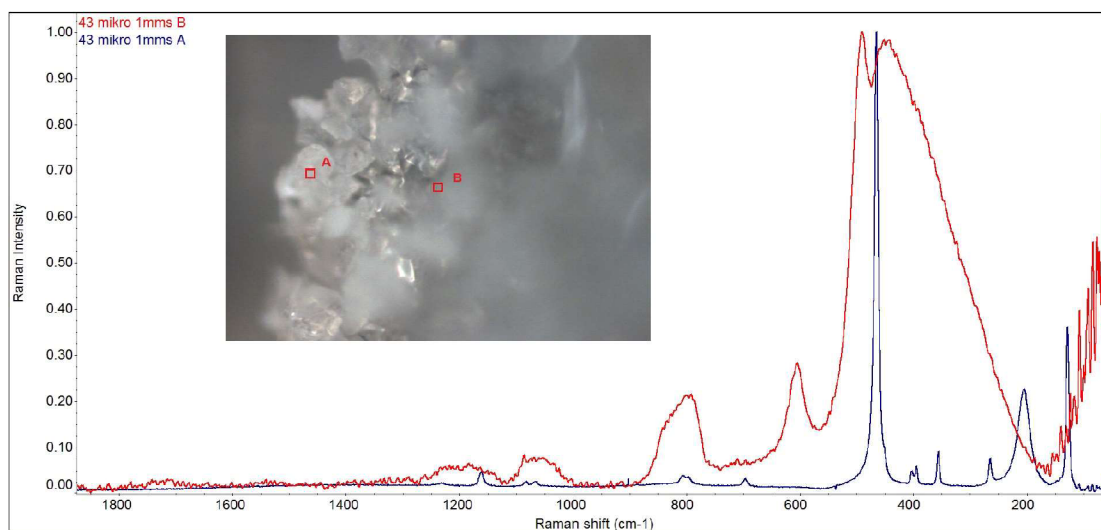 43 mikro 1mms B
43 mikro 1mms A
1.00
0.90
0.80
0.70
0.60
0.50
0.40
0.30
0.20
0.10
0.00
Raman Intensity
A
B
1800 1600 1400 1200 1000 800 600 400 200
Raman shift (cm-1)